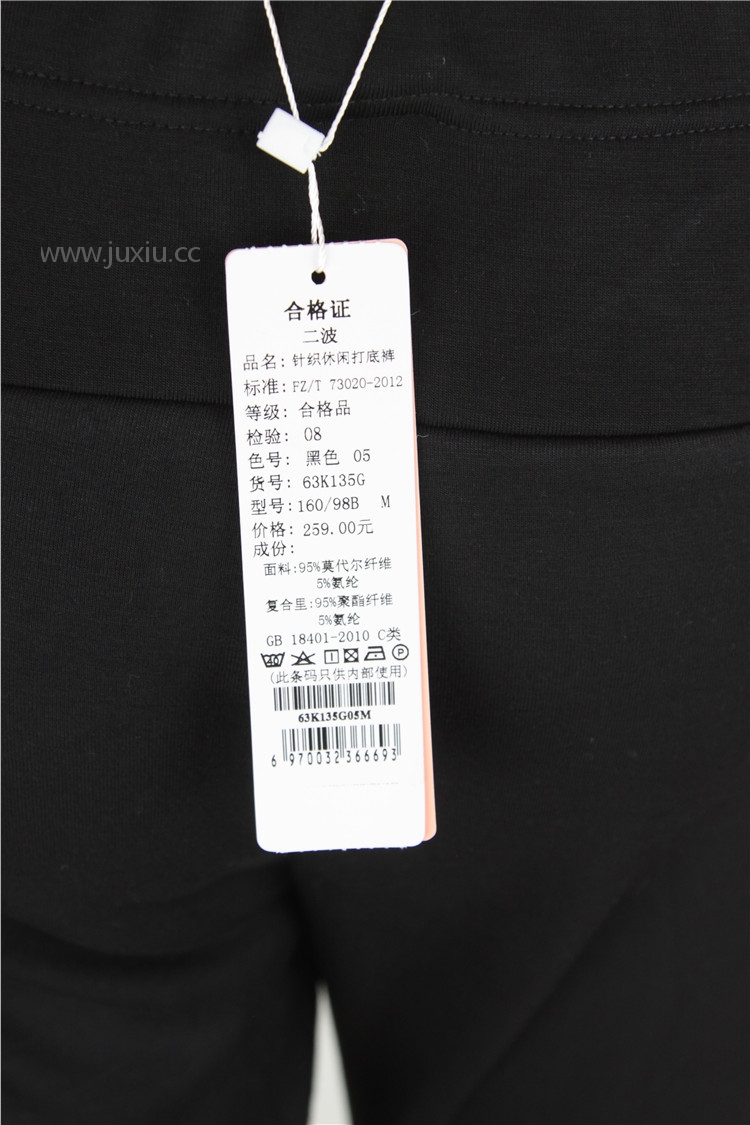 www.juxiu.cc
合格证
二波
品名: 针织休闲打底裤
标准: FZ/T 73020-2012
等级: 合格品
检验: 08
色号: 黑色 05
货号: 63K135G
型号: 160/98B M
价格: 259.00元
成份:
面料:95%莫代尔纤维
5%氨纶
复合里:95%聚酯纤维
5%氨纶
GB 18401-2010 C类
40 P
(此条码只供内部使用)
63K135G05M
6 970032 366693